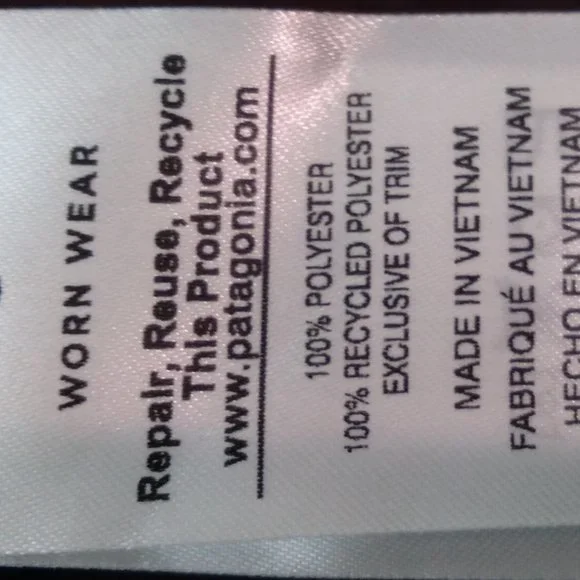 WORN WEAR
Repair, Reuse, Recycle
This Product
www.patagonia.com
100% POLYESTER
100% RECYCLED POLYESTER
EXCLUSIVE OF TRIM
MADE IN VIETNAM
FABRIQUÉ AU VIETNAM
HECHO EN VIETNAM